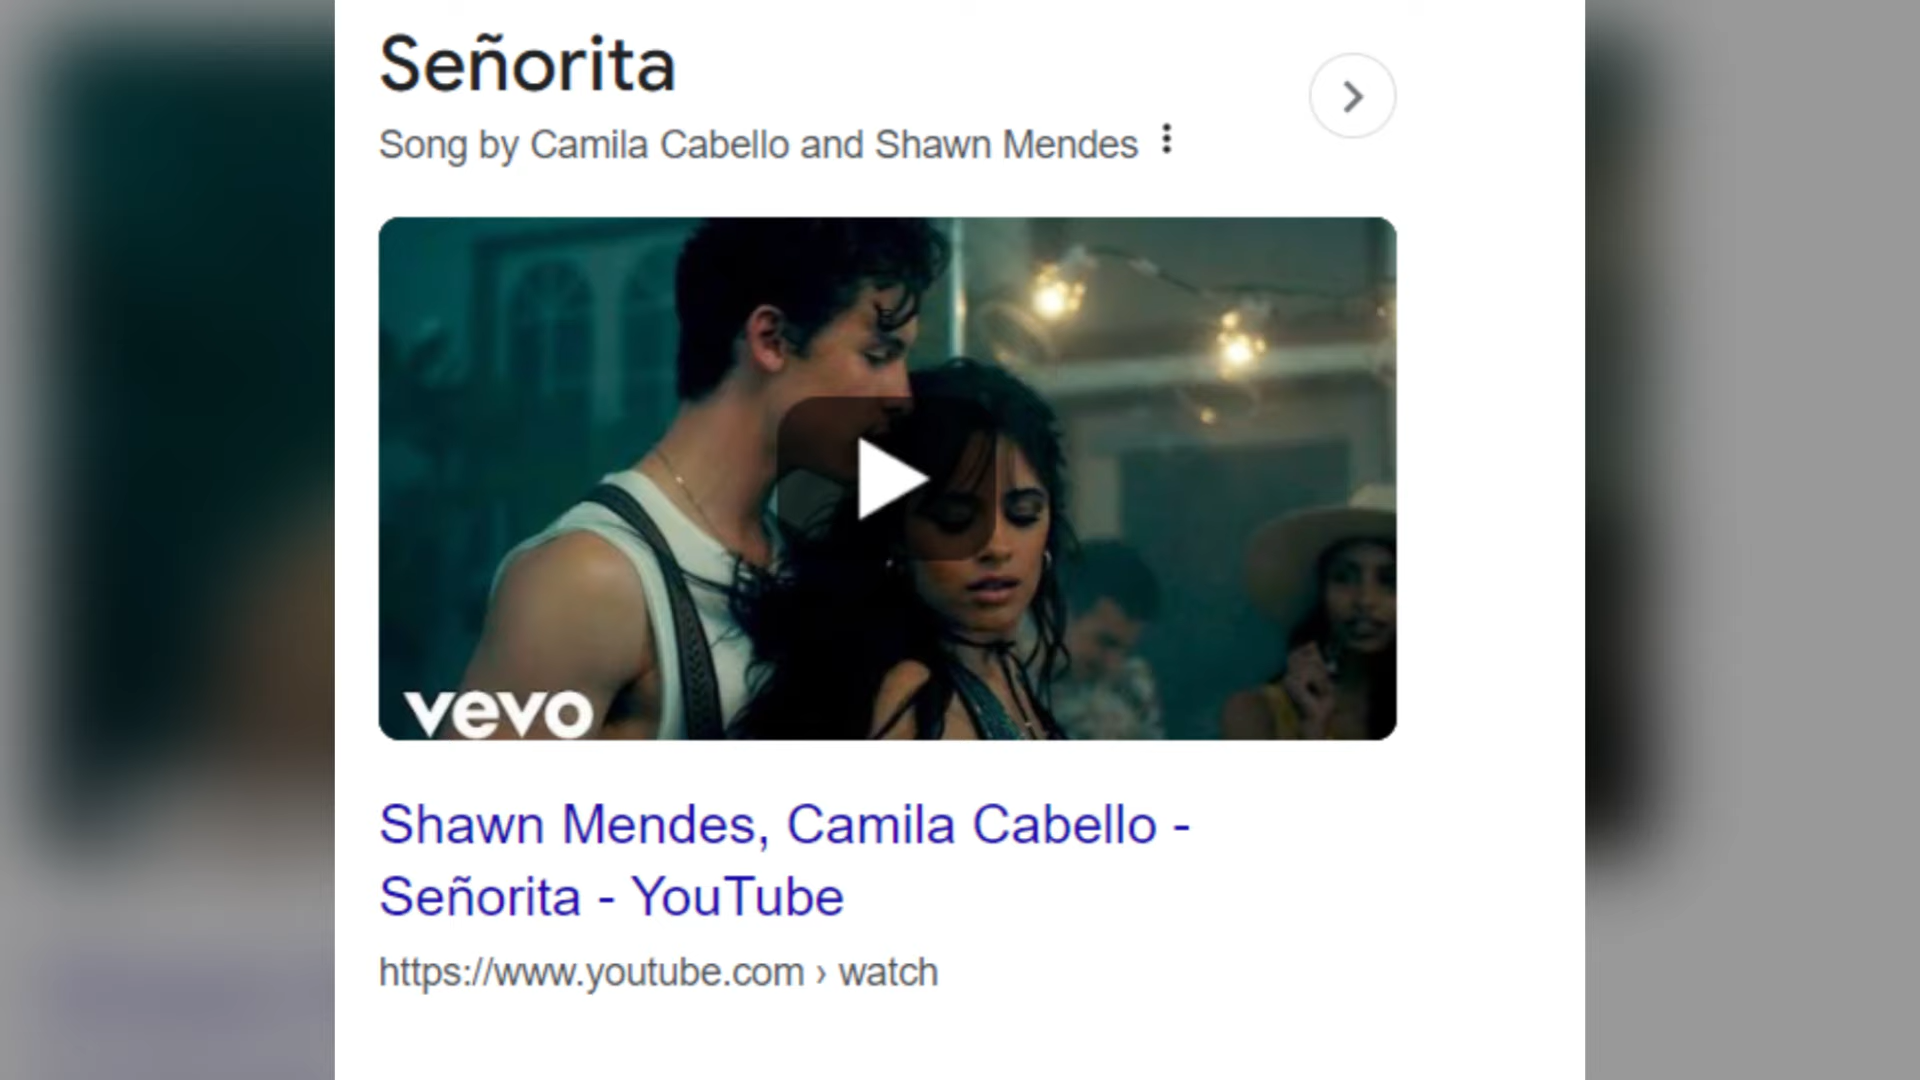 Señorita
Song by Camila Cabello and Shawn Mendes
vevo
Shawn Mendes, Camila Cabello -
Señorita - YouTube
https://www.youtube.com › watch